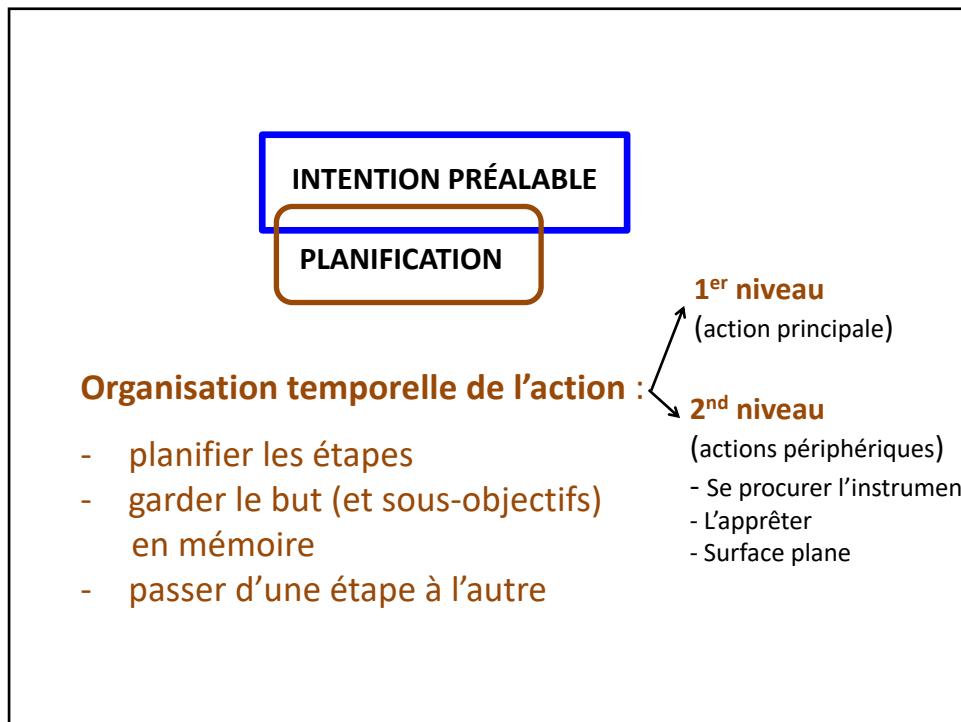 INTENTION PRÉALABLE
PLANIFICATION
Organisation temporelle de l’action :
- planifier les étapes
- garder le but (et sous-objectifs)
en mémoire
- passer d’une étape à l’autre
1er niveau
(action principale)
2nd niveau
(actions périphériques)
- Se procurer l’instrumen
- L’apprêter
- Surface plane